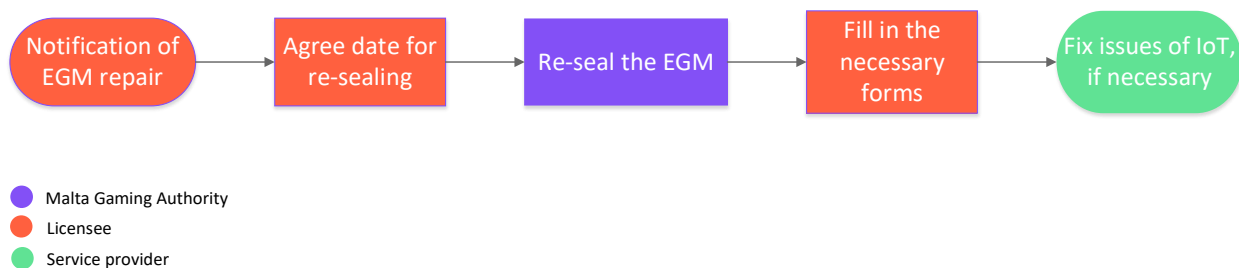 Notification of
EGM repair
Agree date for
re-sealing
Re-seal the EGM
Fill in the
necessary
forms
Fix issues of IoT,
if necessary
Malta Gaming Authority
Licensee
Service provider